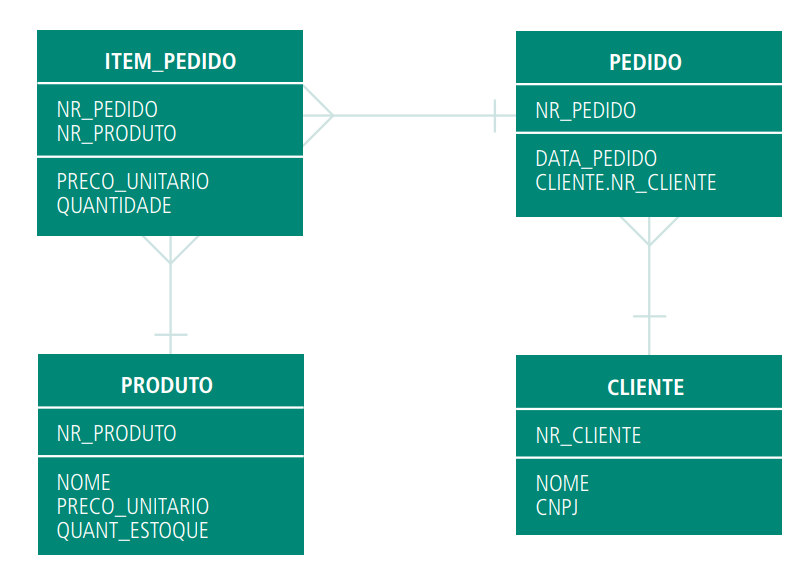 ITEM_PEDIDO
NR_PEDIDO
NR_PRODUTO
PRECO_UNITARIO
QUANTIDADE
PEDIDO
NR_PEDIDO
DATA_PEDIDO
CLIENTE.NR_CLIENTE
PRODUTO
NR_PRODUTO
NOME
PRECO_UNITARIO
QUANT_ESTOQUE
CLIENTE
NR_CLIENTE
NOME
CNPJ